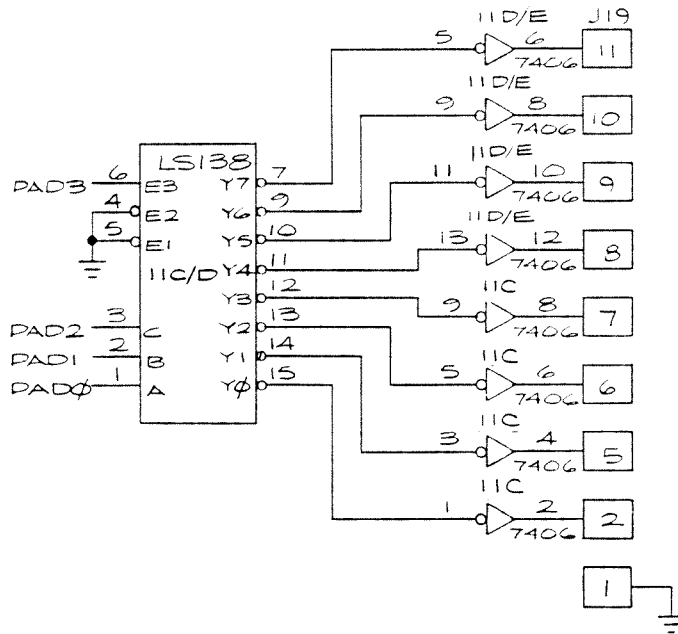 11D/E J19
5 6 11
7406
11D/E
9 8 10
7406
LS138
11D/E
PAD3 6 E3 Y7 7 11 10 9
7406
4 E2 Y6 9
11D/E
5 E1 Y5 10 13 12 8
7406
11C/D Y4 11
Y3 12 11C
9 8 7
7406
PAD2 3 C Y2 13
PAD1 2 B Y1 14
11C
PADØ 1 A YØ 15 5 6 6
7406
11C
3 4 5
7406
11C
1 2 2
7406
1